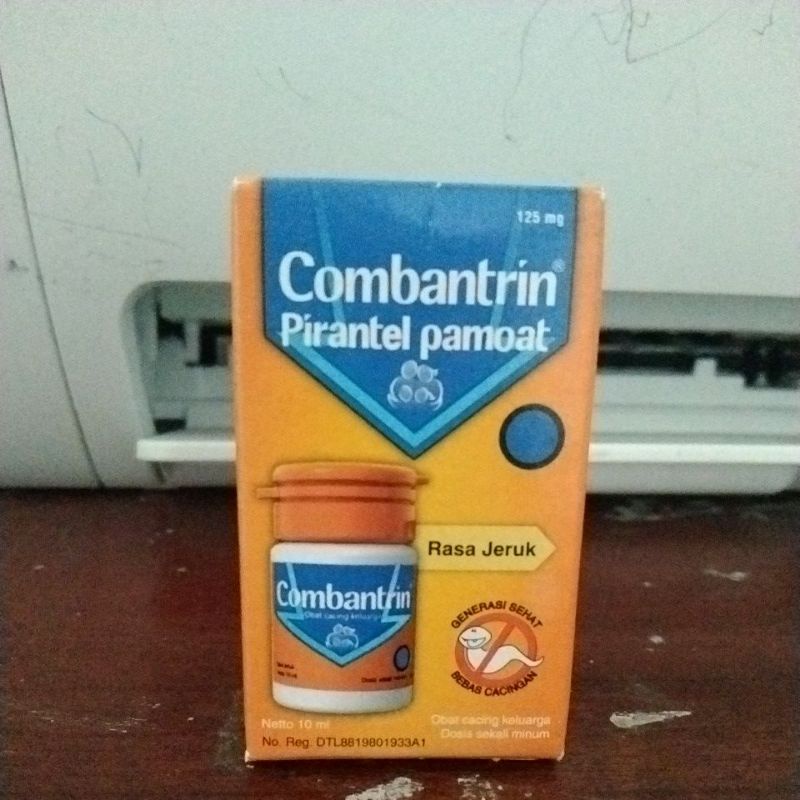 125 mg
Combantrin®
Pirantel pamoat
Rasa Jeruk
Combantrin
Obat cacing keluarga
GENERASI SEHAT
BEBAS CACINGAN
Netto 10 ml
No. Reg. DTL8819801933A1
Obat cacing keluarga
Dosis sekali minum